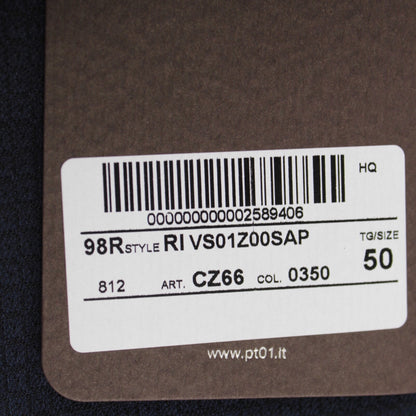 HQ
000000000002589406
98R STYLE RI VS01Z00SAP TG/SIZE
812 ART. CZ66 COL. 0350 50
www.pt01.it